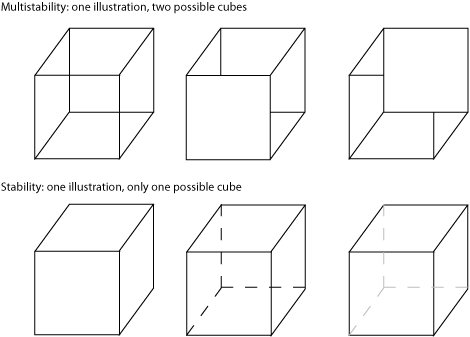 Multistability: one illustration, two possible cubes
Stability: one illustration, only one possible cube